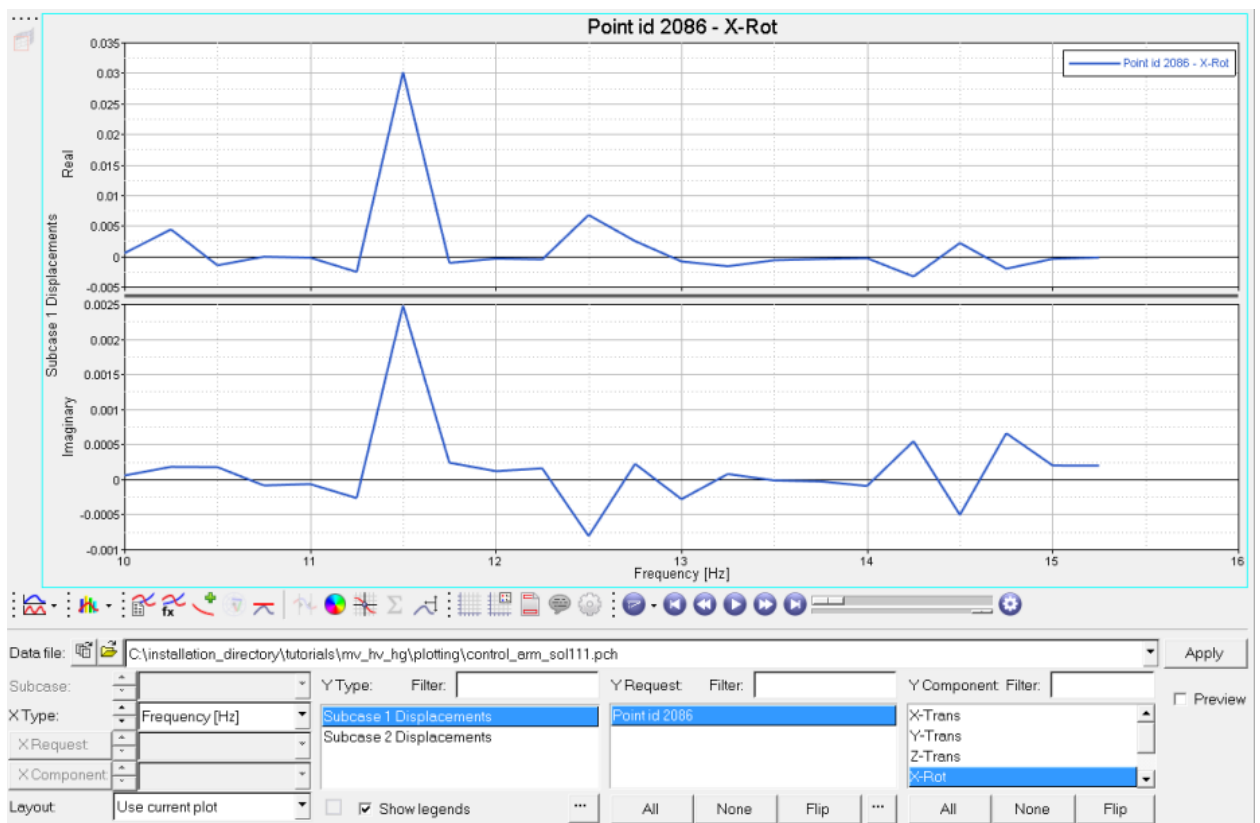 Point id 2086 - X-Rot
Point id 2086 - X-Rot
Subcase 1 Displacements
Real
0.035
0.03
0.025
0.02
0.015
0.01
0.005
0
-0.005
Imaginary
0.0025
0.002
0.0015
0.001
0.0005
0
-0.0005
-0.001
10 11 12 13 14 15 16
Frequency [Hz]
fx
Data file: C:\installation_directory\tutorials\mv_hv_hg\plotting\control_arm_sol111.pch Apply
Subcase: Y Type: Filter: Y Request: Filter: Y Component: Filter: Preview
X Type: Frequency [Hz] Subcase 1 Displacements Point id 2086 X-Trans
Subcase 2 Displacements Y-Trans
X Request Z-Trans
X Component X-Rot
Layout: Use current plot Show legends ... All None Flip ... All None Flip